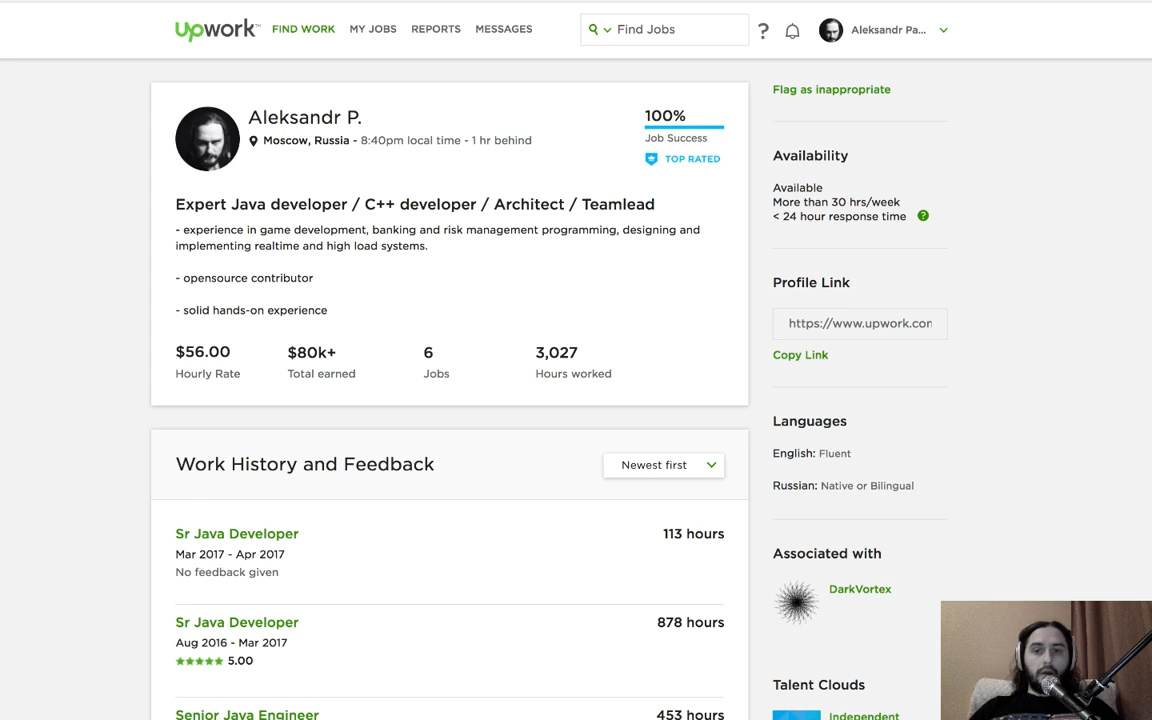 Upwork™ FIND WORK MY JOBS REPORTS MESSAGES Find Jobs ? Aleksandr Pa...
Aleksandr P.
Moscow, Russia - 8:40pm local time - 1 hr behind
100%
Job Success
TOP RATED
Expert Java developer / C++ developer / Architect / Teamlead
- experience in game development, banking and risk management programming, designing and
implementing realtime and high load systems.
- opensource contributor
- solid hands-on experience
$56.00 $80k+ 6 3,027
Hourly Rate Total earned Jobs Hours worked
Work History and Feedback Newest first
Sr Java Developer 113 hours
Mar 2017 - Apr 2017
No feedback given
Sr Java Developer 878 hours
Aug 2016 - Mar 2017
5.00
Senior Java Engineer 453 hours
Flag as inappropriate
Availability
Available
More than 30 hrs/week
< 24 hour response time ?
Profile Link
https://www.upwork.con
Copy Link
Languages
English: Fluent
Russian: Native or Bilingual
Associated with
DarkVortex
Talent Clouds
Independent